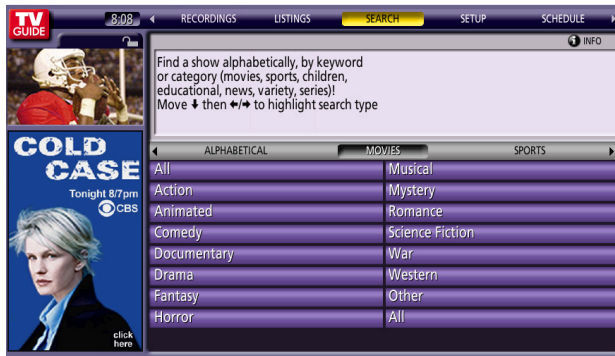 TV
GUIDE
8:08
RECORDINGS
LISTINGS
SEARCH
SETUP
SCHEDULE
INFO
Find a show alphabetically, by keyword
or category (movies, sports, children,
educational, news, variety, series)!
Move ⬇ then ⬅/➡ to highlight search type
COLD
CASE
Tonight 8/7pm
CBS
click
here
ALPHABETICAL
MOVIES
SPORTS
All
Musical
Action
Mystery
Animated
Romance
Comedy
Science Fiction
Documentary
War
Drama
Western
Fantasy
Other
Horror
All